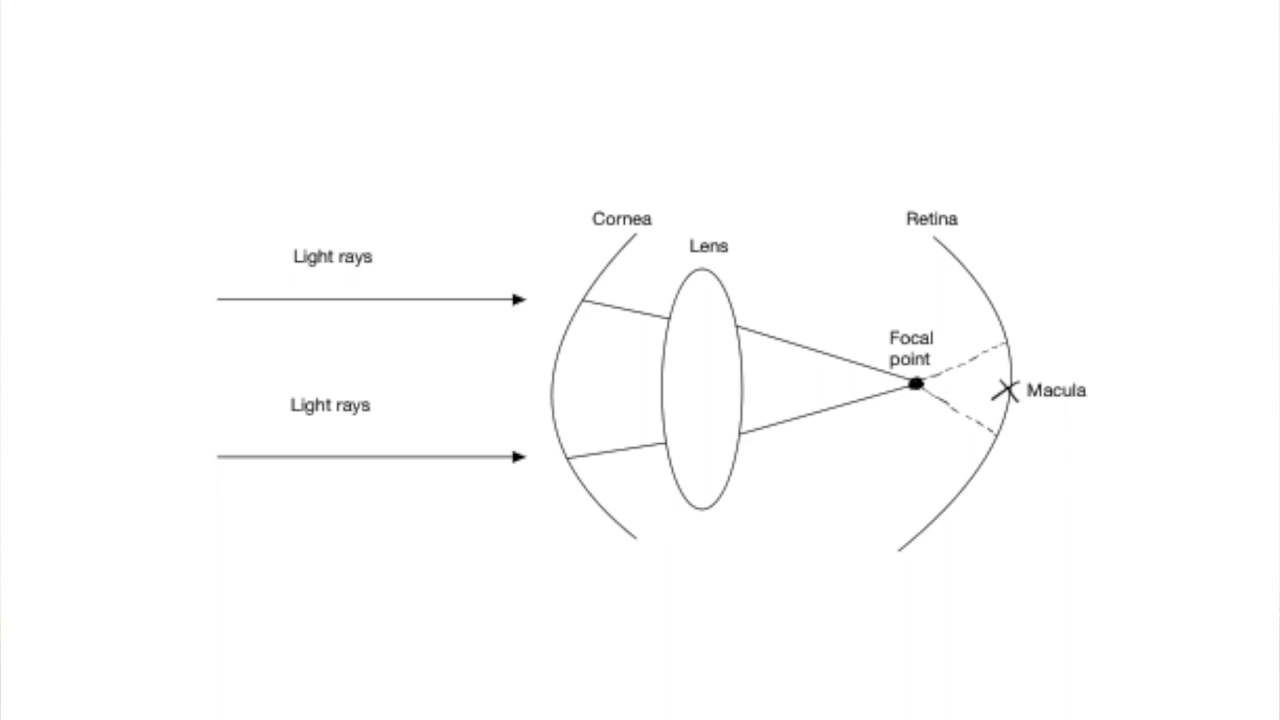 Cornea
Retina
Lens
Light rays
Focal
point
Macula
Light rays